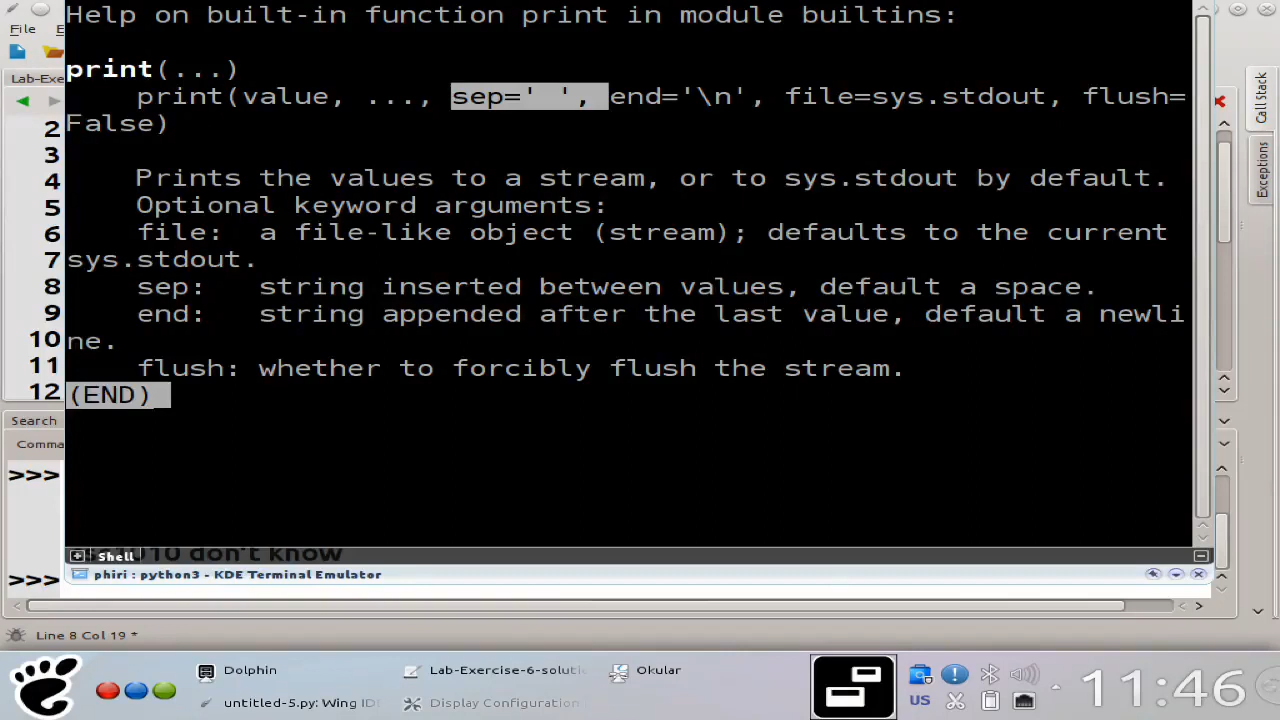 Help on built-in function print in module builtins:
File
print(...)
Lab-Exe
print(value, ..., sep=' ', end='\n', file=sys.stdout, flush=
False)
Call Stack
Exceptions
2
3
4
5
6
7
8
9
10
11
12
Prints the values to a stream, or to sys.stdout by default.
Optional keyword arguments:
file: a file-like object (stream); defaults to the current
sys.stdout.
sep: string inserted between values, default a space.
end: string appended after the last value, default a newli
ne.
flush: whether to forcibly flush the stream.
(END)
Search
Comma
>>>
1010 don't know
Shell
>>>
phiri : python3 - KDE Terminal Emulator
Line 8 Col 19 *
Dolphin
Lab-Exercise-6-soluti
Okular
untitled-5.py: Wing ID
Display Configuration
US
11:46